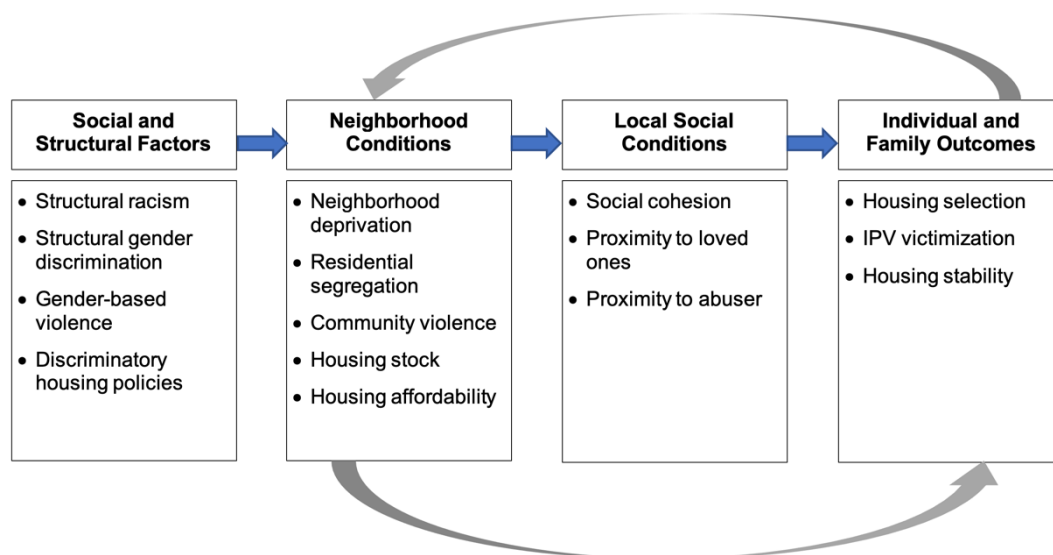 Social and
Structural Factors
• Structural racism
• Structural gender
discrimination
• Gender-based
violence
• Discriminatory
housing policies
Neighborhood
Conditions
• Neighborhood
deprivation
• Residential
segregation
• Community violence
• Housing stock
• Housing affordability
Local Social
Conditions
• Social cohesion
• Proximity to loved
ones
• Proximity to abuser
Individual and
Family Outcomes
• Housing selection
• IPV victimization
• Housing stability